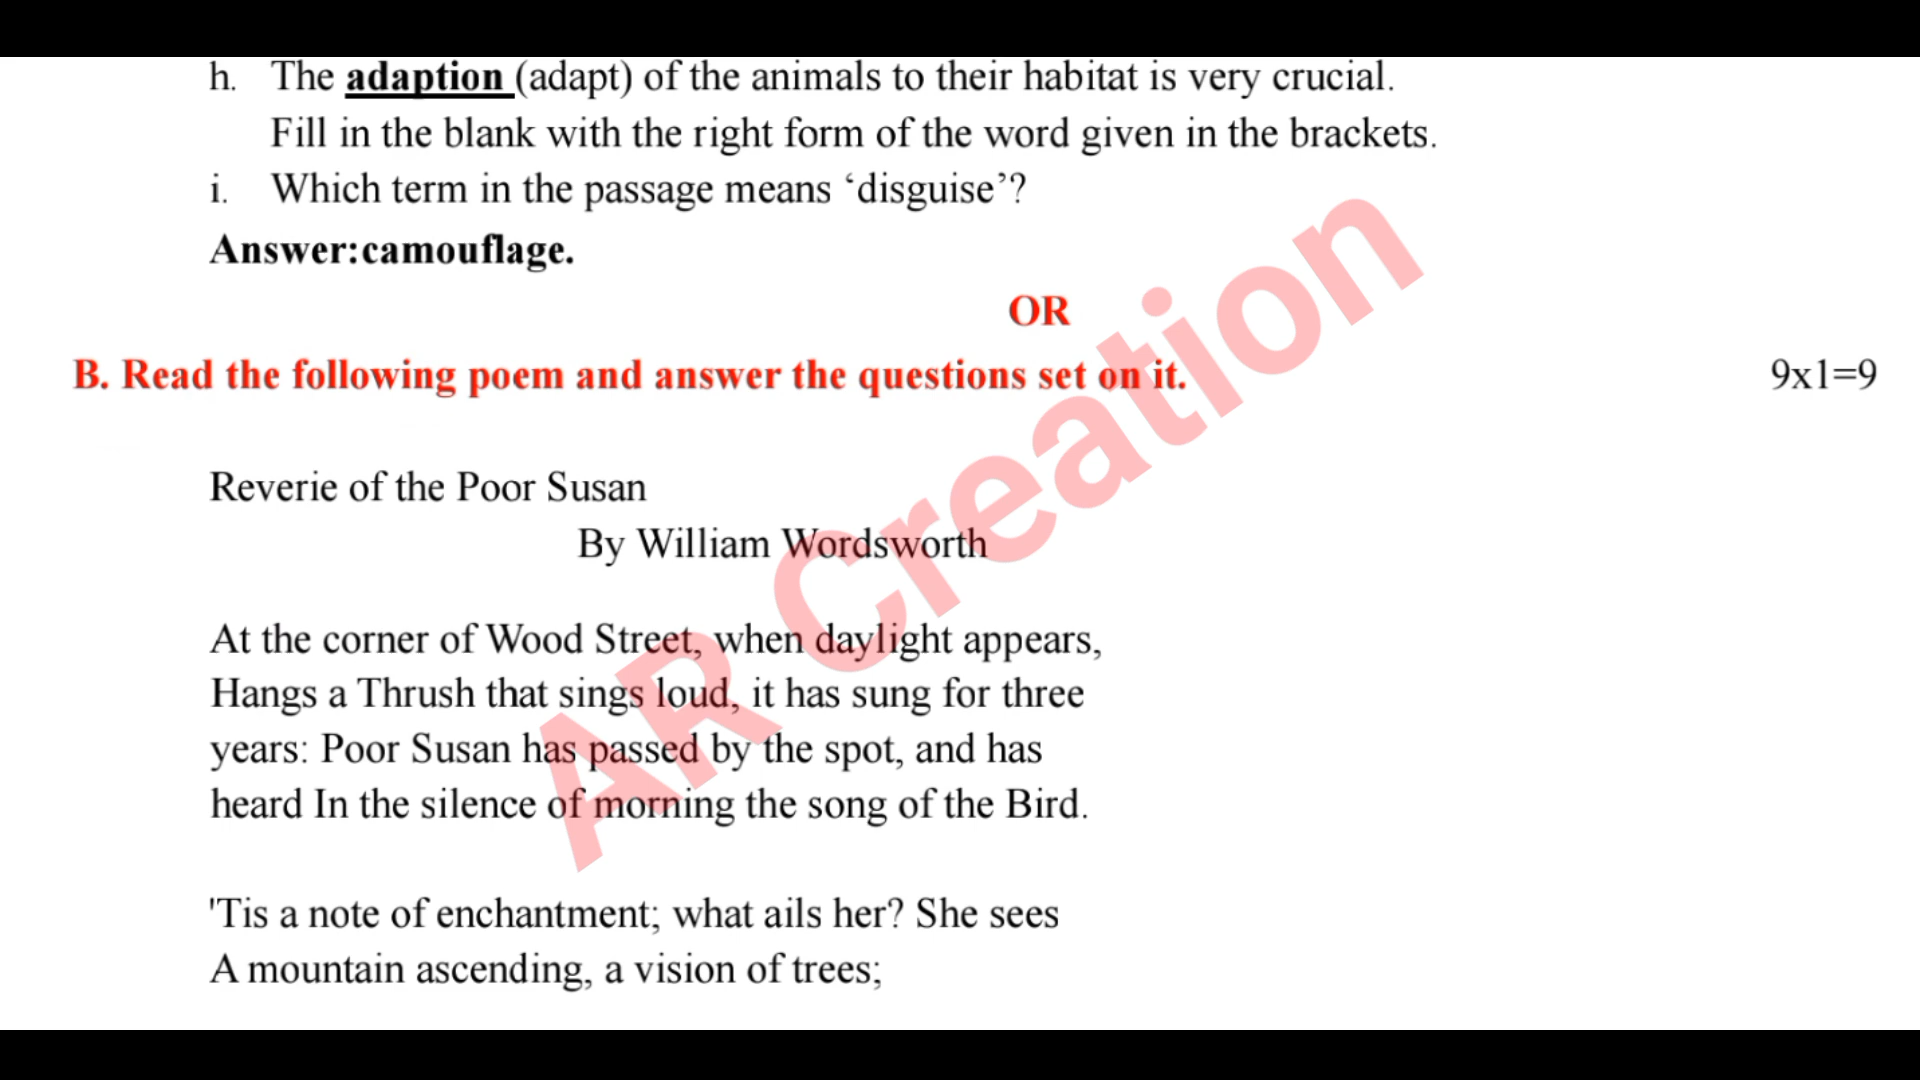 h. The adaption (adapt) of the animals to their habitat is very crucial.
Fill in the blank with the right form of the word given in the brackets.
i. Which term in the passage means ‘disguise’?
Answer:camouflage.
OR
B. Read the following poem and answer the questions set on it. 9x1=9
Reverie of the Poor Susan
By William Wordsworth
At the corner of Wood Street, when daylight appears,
Hangs a Thrush that sings loud, it has sung for three
years: Poor Susan has passed by the spot, and has
heard In the silence of morning the song of the Bird.
'Tis a note of enchantment; what ails her? She sees
A mountain ascending, a vision of trees;
AR Creation